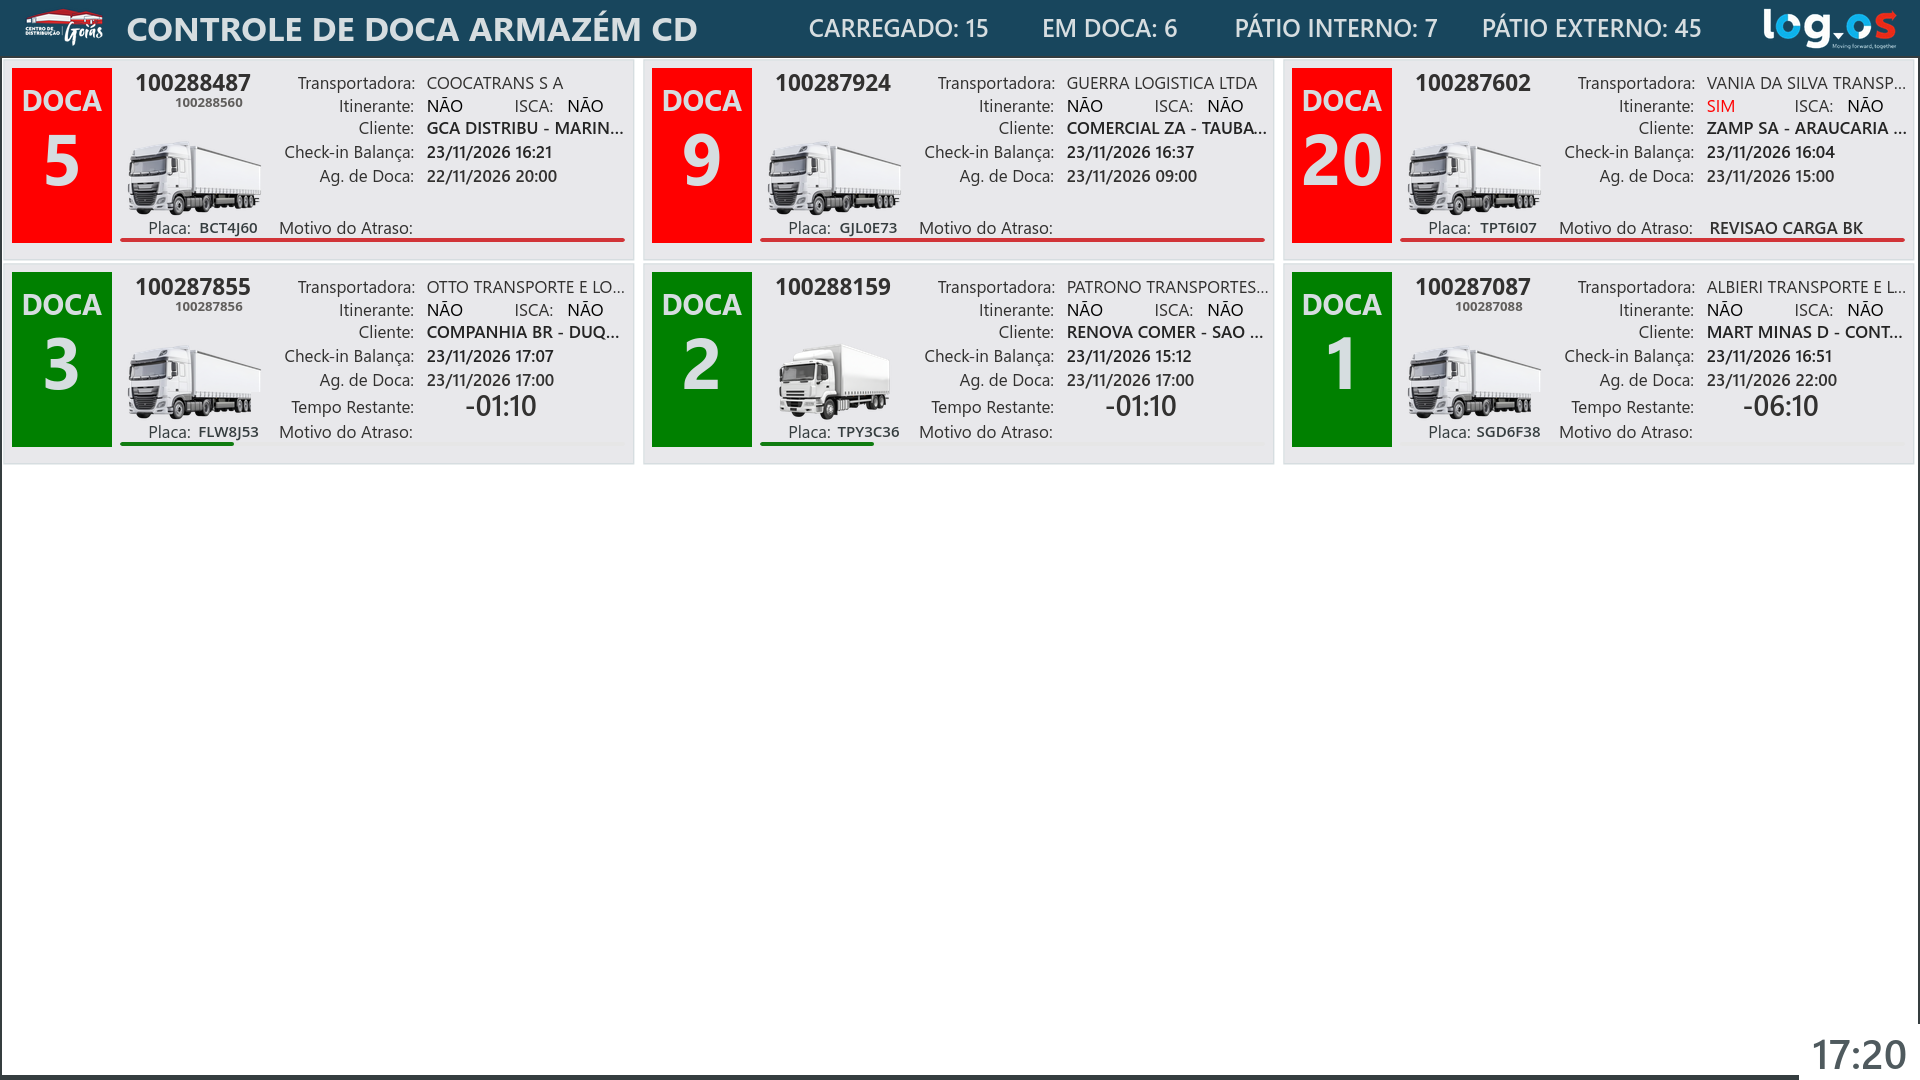 CENTRO DE DISTRIBUIÇÃO Goiás
CONTROLE DE DOCA ARMAZÉM CD
CARREGADO: 15
EM DOCA: 6
PÁTIO INTERNO: 7
PÁTIO EXTERNO: 45
log.os
Moving forward, together
DOCA
5
100288487
100288560
Placa: BCT4J60
Transportadora: COOCATRANS S A
Itinerante: NÃO ISCA: NÃO
Cliente: GCA DISTRIBU - MARIN...
Check-in Balança: 23/11/2026 16:21
Ag. de Doca: 22/11/2026 20:00
Motivo do Atraso:
DOCA
9
100287924
Placa: GJL0E73
Transportadora: GUERRA LOGISTICA LTDA
Itinerante: NÃO ISCA: NÃO
Cliente: COMERCIAL ZA - TAUBA...
Check-in Balança: 23/11/2026 16:37
Ag. de Doca: 23/11/2026 09:00
Motivo do Atraso:
DOCA
20
100287602
Placa: TPT6I07
Transportadora: VANIA DA SILVA TRANSP...
Itinerante: SIM ISCA: NÃO
Cliente: ZAMP SA - ARAUCARIA ...
Check-in Balança: 23/11/2026 16:04
Ag. de Doca: 23/11/2026 15:00
Motivo do Atraso: REVISAO CARGA BK
DOCA
3
100287855
100287856
Placa: FLW8J53
Transportadora: OTTO TRANSPORTE E LO...
Itinerante: NÃO ISCA: NÃO
Cliente: COMPANHIA BR - DUQ...
Check-in Balança: 23/11/2026 17:07
Ag. de Doca: 23/11/2026 17:00
Tempo Restante: -01:10
Motivo do Atraso:
DOCA
2
100288159
Placa: TPY3C36
Transportadora: PATRONO TRANSPORTES...
Itinerante: NÃO ISCA: NÃO
Cliente: RENOVA COMER - SAO ...
Check-in Balança: 23/11/2026 15:12
Ag. de Doca: 23/11/2026 17:00
Tempo Restante: -01:10
Motivo do Atraso:
DOCA
1
100287087
100287088
Placa: SGD6F38
Transportadora: ALBIERI TRANSPORTE E L...
Itinerante: NÃO ISCA: NÃO
Cliente: MART MINAS D - CONT...
Check-in Balança: 23/11/2026 16:51
Ag. de Doca: 23/11/2026 22:00
Tempo Restante: -06:10
Motivo do Atraso:
17:20